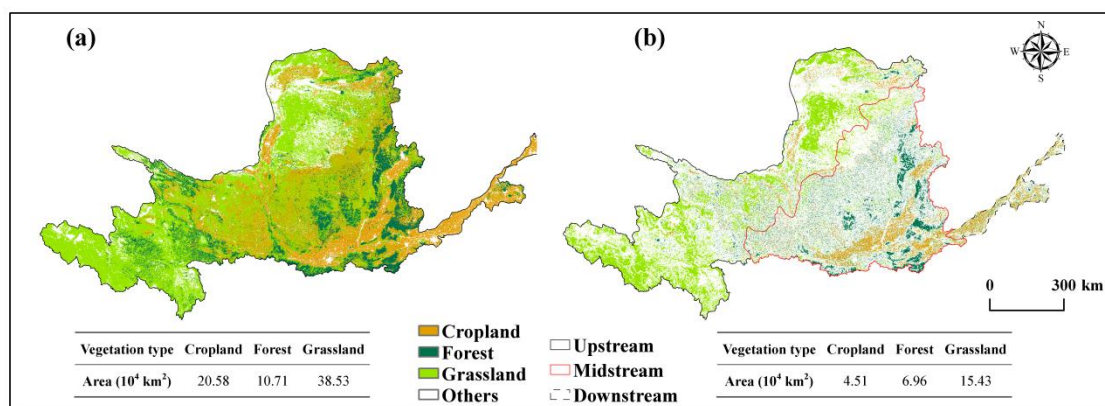 (a)
(b)
N
W E
S
0 300 km
Cropland
Forest
Grassland
Others
Upstream
Midstream
Downstream
Vegetation type Cropland Forest Grassland
Area (10⁴ km²) 20.58 10.71 38.53
Vegetation type Cropland Forest Grassland
Area (10⁴ km²) 4.51 6.96 15.43